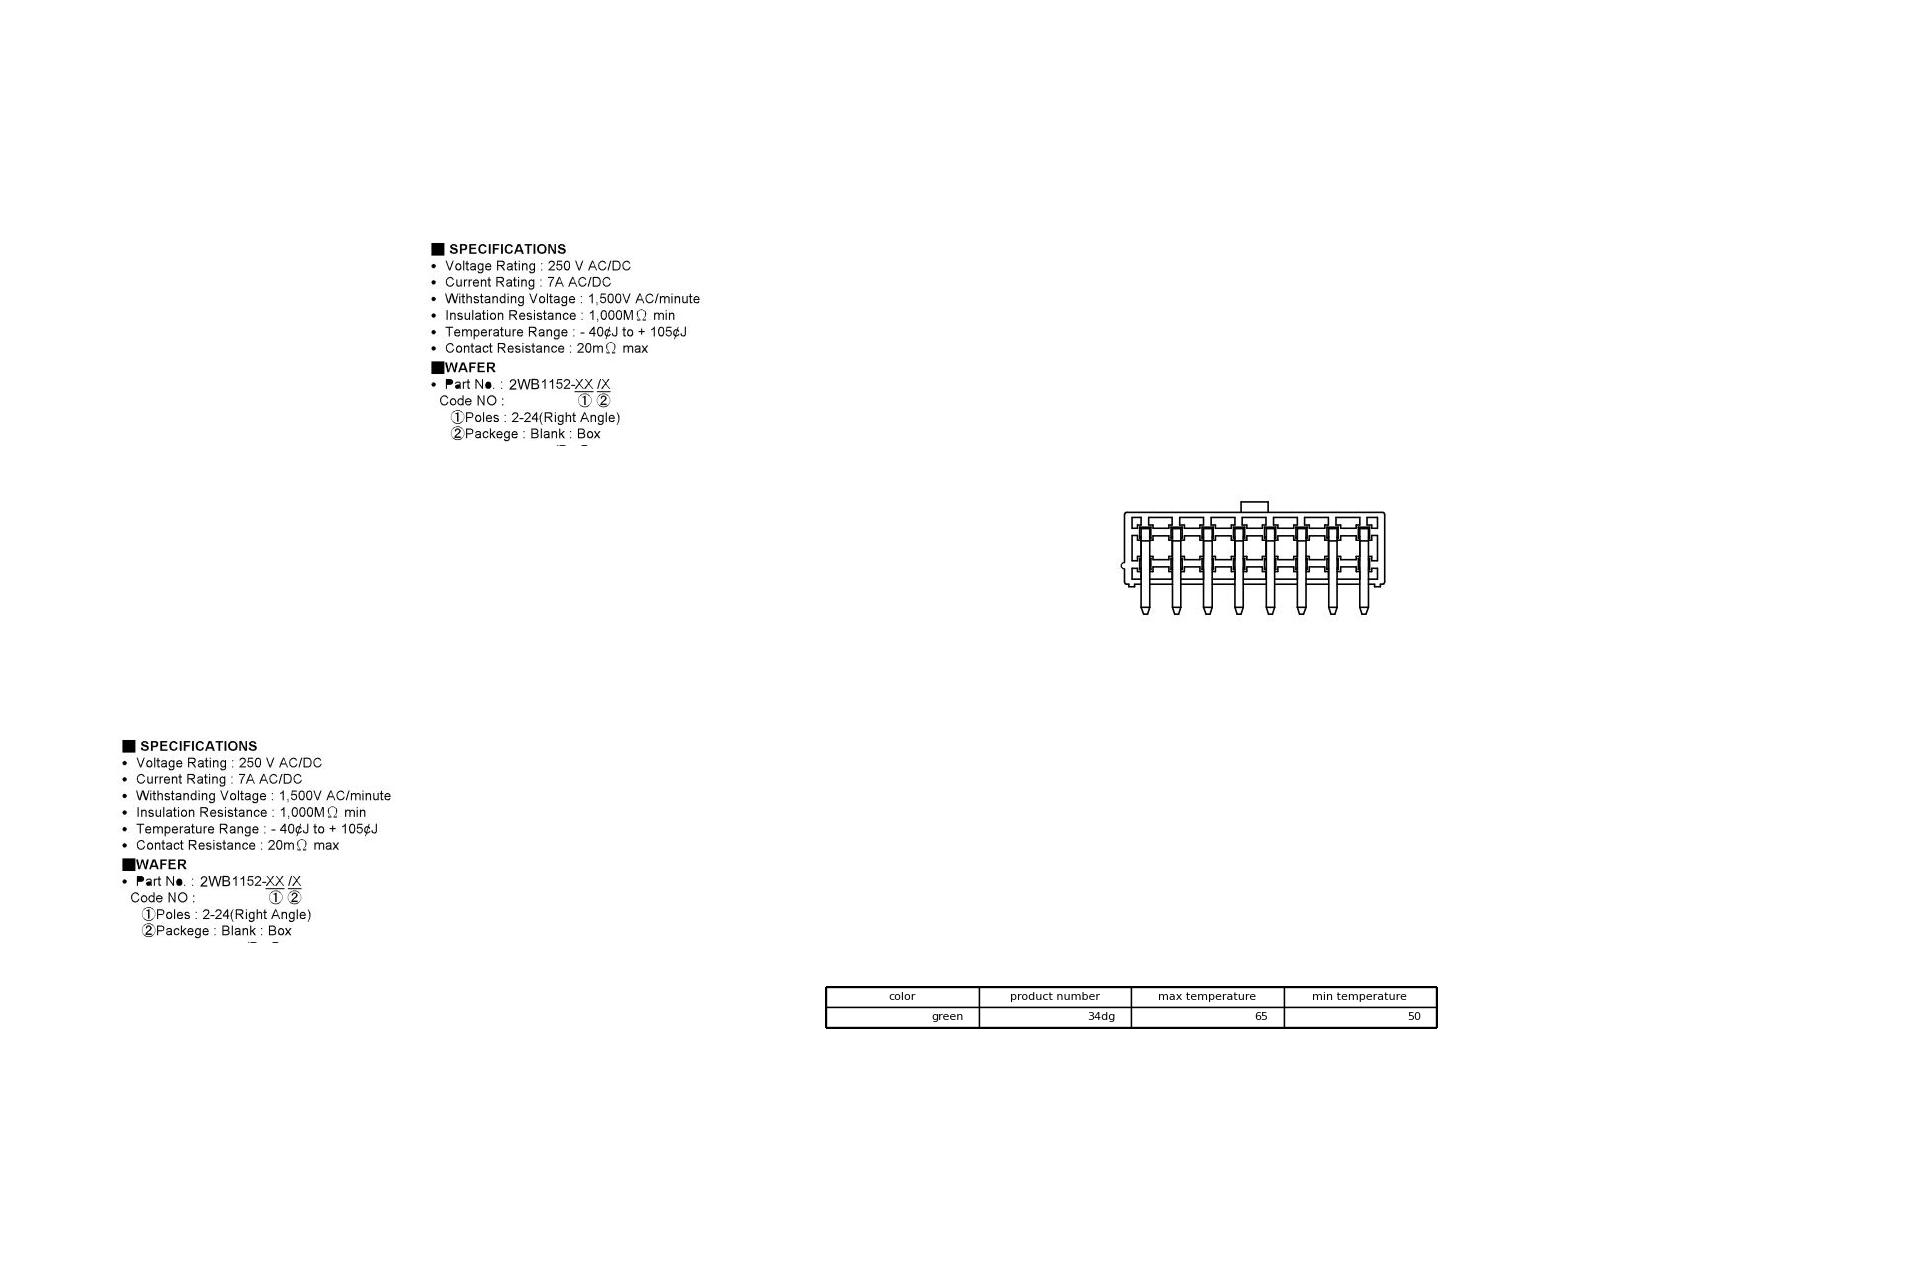 ■ SPECIFICATIONS
• Voltage Rating : 250 V AC/DC
• Current Rating : 7A AC/DC
• Withstanding Voltage : 1,500V AC/minute
• Insulation Resistance : 1,000MΩ min
• Temperature Range : - 40¢J to + 105¢J
• Contact Resistance : 20mΩ max
■WAFER
• Part No. : 2WB1152-XX /X
Code NO : ① ②
①Poles : 2-24(Right Angle)
②Packege : Blank : Box
■ SPECIFICATIONS
• Voltage Rating : 250 V AC/DC
• Current Rating : 7A AC/DC
• Withstanding Voltage : 1,500V AC/minute
• Insulation Resistance : 1,000MΩ min
• Temperature Range : - 40¢J to + 105¢J
• Contact Resistance : 20mΩ max
■WAFER
• Part No. : 2WB1152-XX /X
Code NO : ① ②
①Poles : 2-24(Right Angle)
②Packege : Blank : Box
color product number max temperature min temperature
green 34dg 65 50